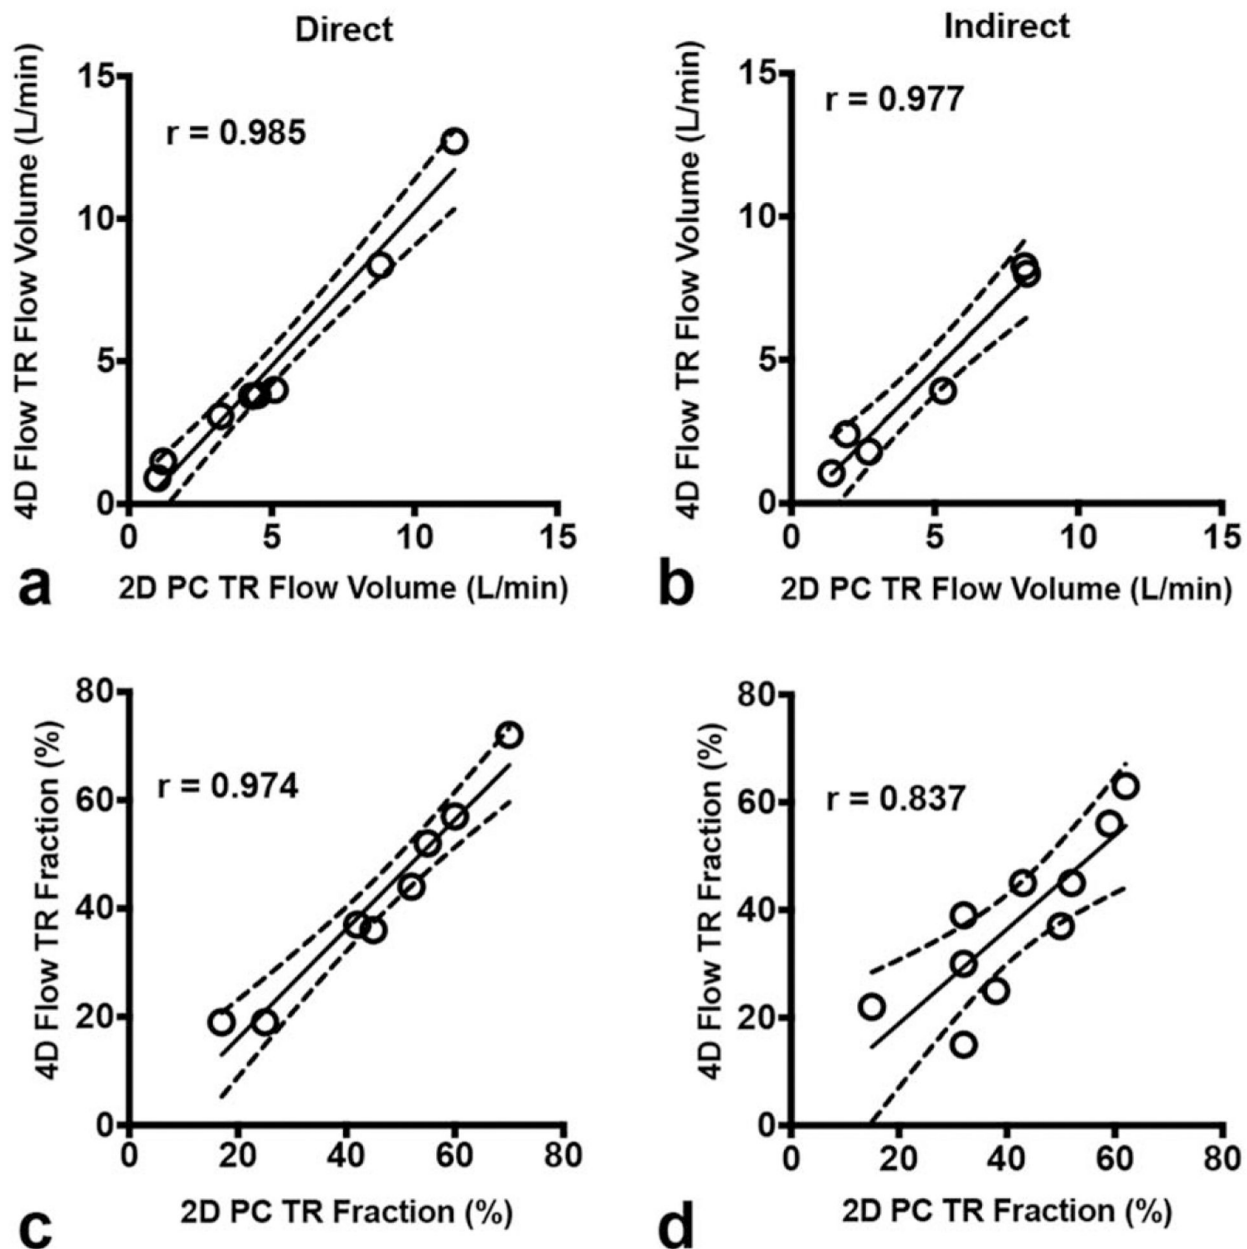 Direct
4D Flow TR Flow Volume (L/min)
15
10
5
0
r = 0.985
0 5 10 15
a 2D PC TR Flow Volume (L/min)
Indirect
4D Flow TR Flow Volume (L/min)
15
10
5
0
r = 0.977
0 5 10 15
b 2D PC TR Flow Volume (L/min)
4D Flow TR Fraction (%)
80
60
40
20
0
r = 0.974
0 20 40 60 80
c 2D PC TR Fraction (%)
4D Flow TR Fraction (%)
80
60
40
20
0
r = 0.837
0 20 40 60 80
d 2D PC TR Fraction (%)